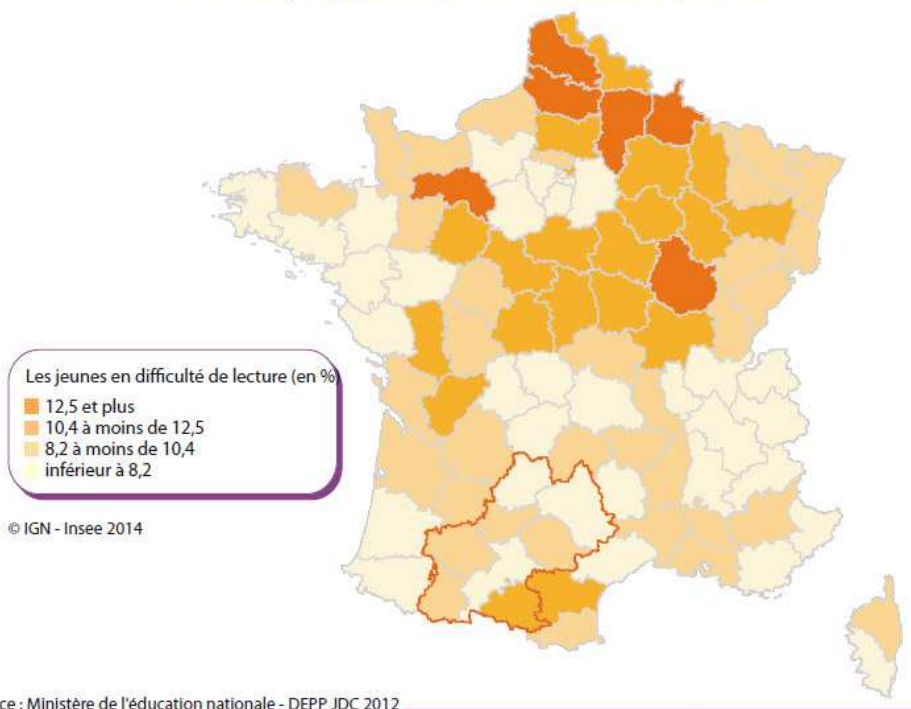 Les jeunes en difficulté de lecture (en %)
12,5 et plus
10,4 à moins de 12,5
8,2 à moins de 10,4
inférieur à 8,2
© IGN - Insee 2014
: Ministère de l'éducation nationale - DEPP JDC 2012